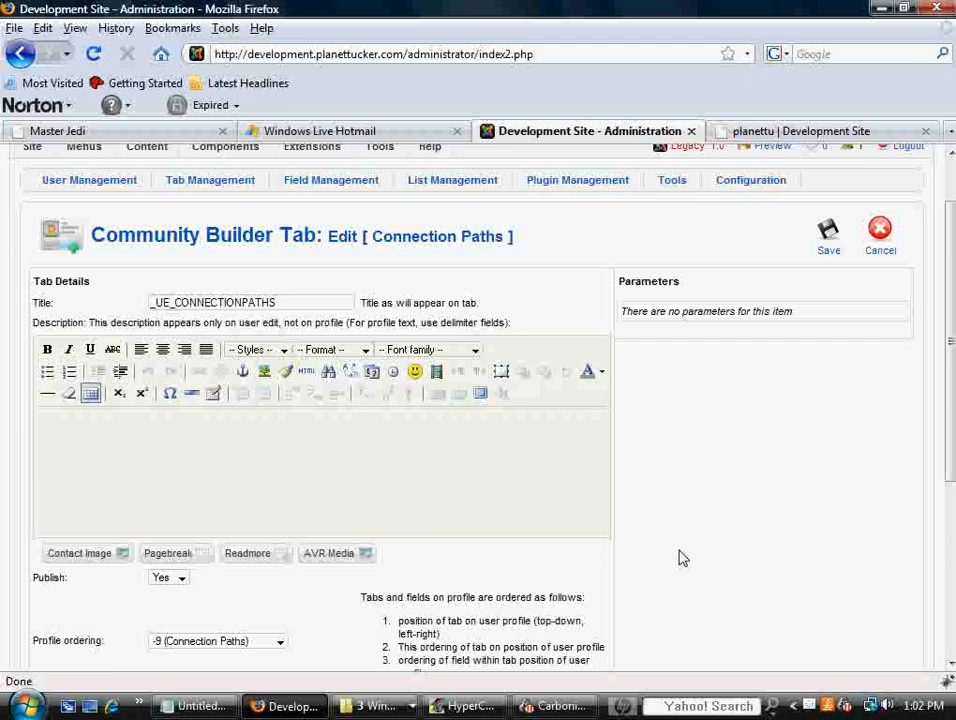 Development Site - Administration - Mozilla Firefox
File Edit View History Bookmarks Tools Help
http://development.planettucker.com/administrator/index2.php
Google
Most Visited Getting Started Latest Headlines
Norton Expired
Master Jedi Windows Live Hotmail Development Site - Administration planettu | Development Site
Site Menus Content Components Extensions Tools Help Legacy 1.0 Preview 0 1 Logout
User Management Tab Management Field Management List Management Plugin Management Tools Configuration
Community Builder Tab: Edit [ Connection Paths ]
Save Cancel
Tab Details
Parameters
Title: _UE_CONNECTIONPATHS Title as will appear on tab.
There are no parameters for this item
Description: This description appears only on user edit, not on profile (For profile text, use delimiter fields):
B I U ABC -- Styles -- -- Format -- -- Font family --
HTML A
Contact Image Pagebreak Readmore AVR Media
Publish: Yes
Tabs and fields on profile are ordered as follows:
1. position of tab on user profile (top-down,
left-right)
Profile ordering: -9 (Connection Paths)
2. This ordering of tab on position of user profile
3. ordering of field within tab position of user
Done
Untitled... Develop... 3 Win... HyperC... Carboni... Yahoo! Search 1:02 PM